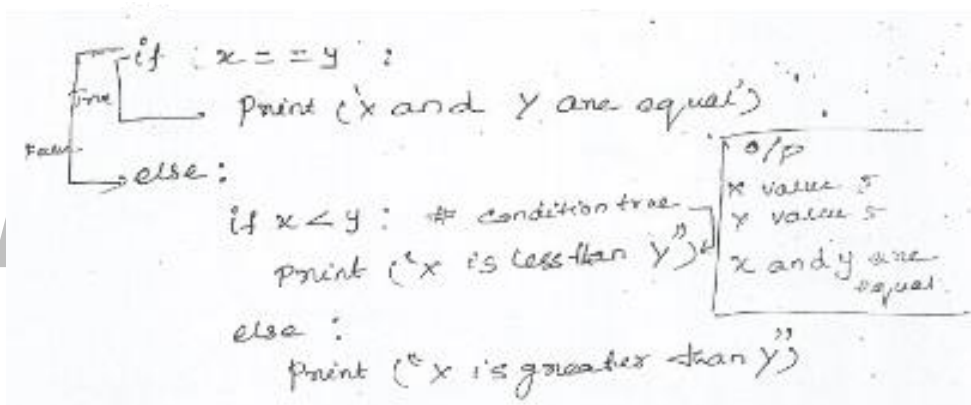 if x == y :
True
print ('x and y are equal')
False
else :
if x < y : # condition true
print ("x is less than y")
else :
print ("x is greater than y")
o/p
x value 5
y value 5
x and y are
equal